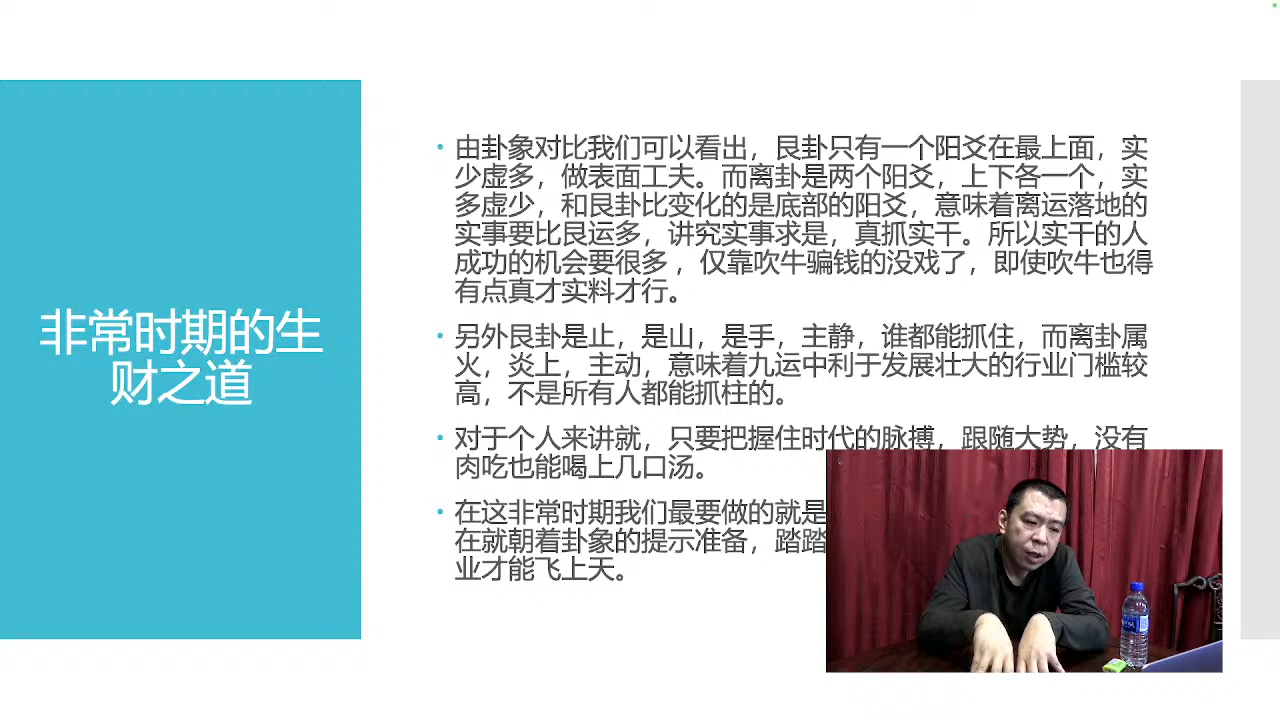 非常时期的生
财之道
由卦象对比我们可以看出，艮卦只有一个阳爻在最上面，实
少虚多，做表面工夫。而离卦是两个阳爻，上下各一个，实
多虚少，和艮卦比变化的是底部的阳爻，意味着离运落地的
实事要比艮运多，讲究实事求是，真抓实干。所以实干的人
成功的机会要很多 ，仅靠吹牛骗钱的没戏了，即使吹牛也得
有点真才实料才行。
另外艮卦是止，是山，是手，主静，谁都能抓住，而离卦属
火，炎上，主动，意味着九运中利于发展壮大的行业门槛较
高，不是所有人都能抓柱的。
对于个人来讲就，只要把握住时代的脉搏，跟随大势，没有
肉吃也能喝上几口汤。
在这非常时期我们最要做的就是
在就朝着卦象的提示准备，踏踏
业才能飞上天。